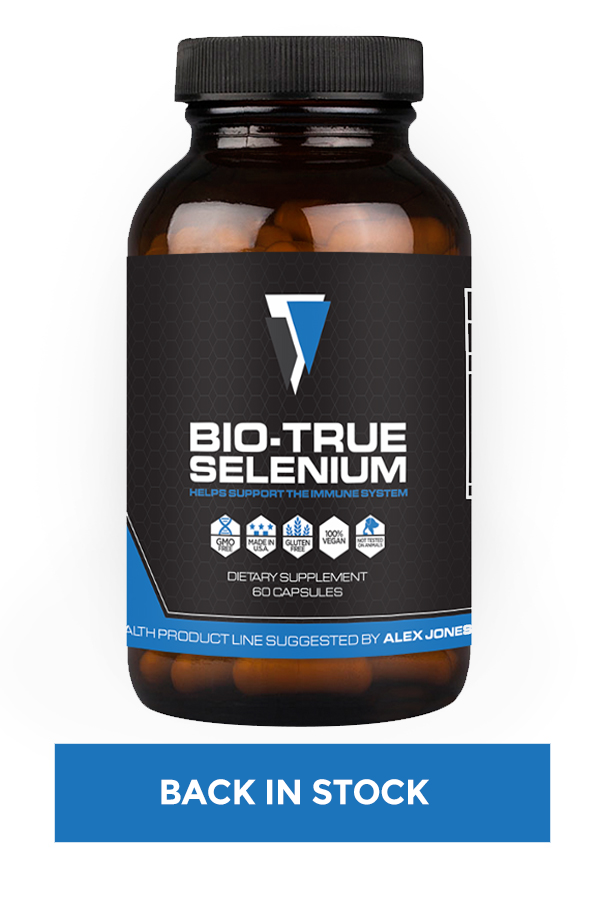 BIO-TRUE
SELENIUM
HELPS SUPPORT THE IMMUNE SYSTEM
GMO
FREE
MADE IN
U.S.A
GLUTEN
FREE
100%
VEGAN
NOT TESTED
ON ANIMALS
DIETARY SUPPLEMENT
60 CAPSULES
ALTH PRODUCT LINE SUGGESTED BY ALEX JONES
BACK IN STOCK